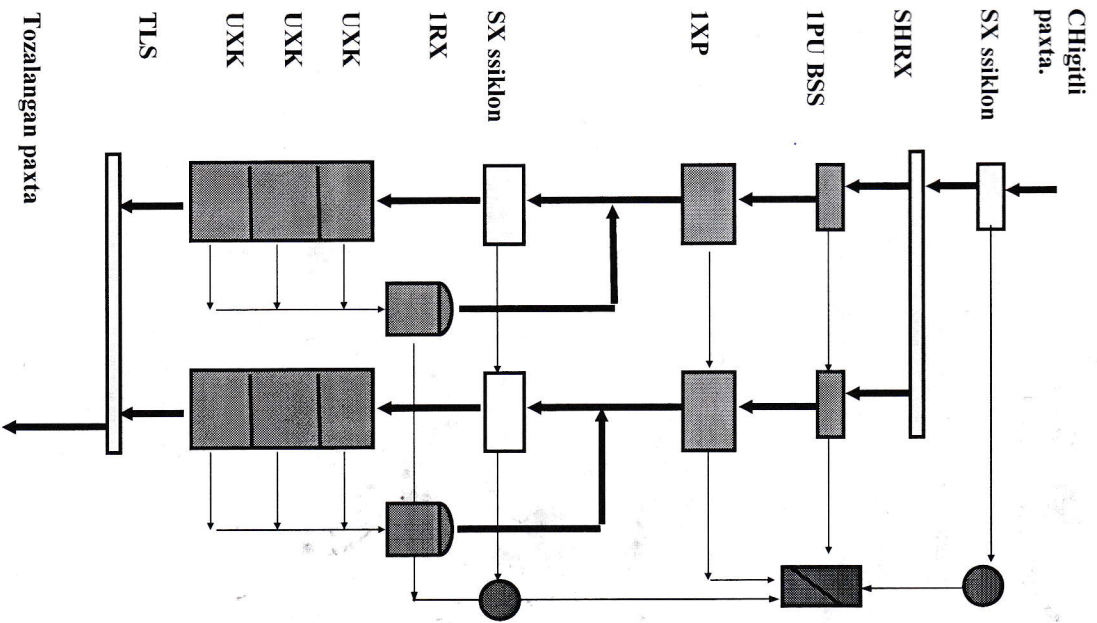 CHigitli
paxta.
SX ssiklon
SHRX
1PU BSS
1XP
SX ssiklon
1RX
UXK
UXK
UXK
TLS
Tozalangan paxta